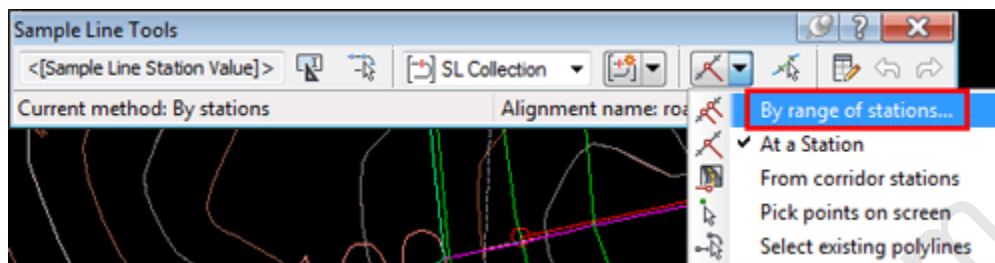 Sample Line Tools
<[Sample Line Station Value]> SL Collection
Current method: By stations Alignment name: roa
By range of stations...
At a Station
From corridor stations
Pick points on screen
Select existing polylines